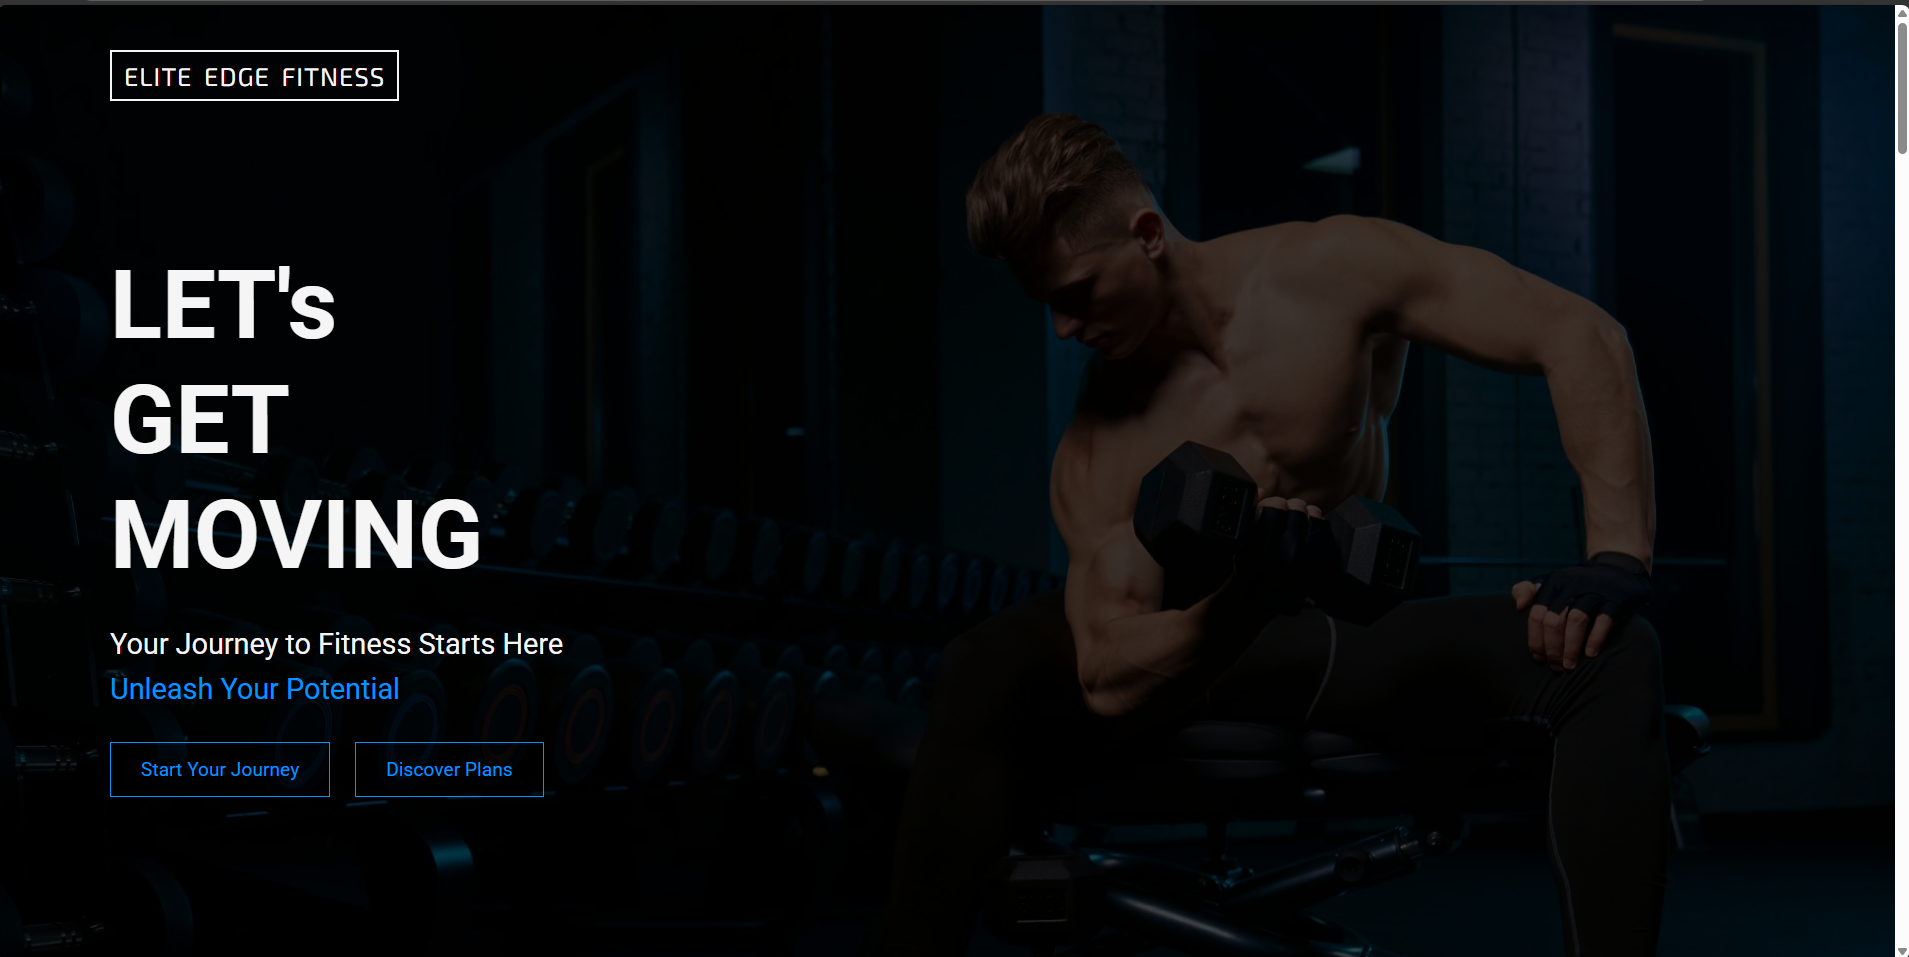 ELITE EDGE FITNESS
LET's
GET
MOVING
Your Journey to Fitness Starts Here
Unleash Your Potential
Start Your Journey
Discover Plans